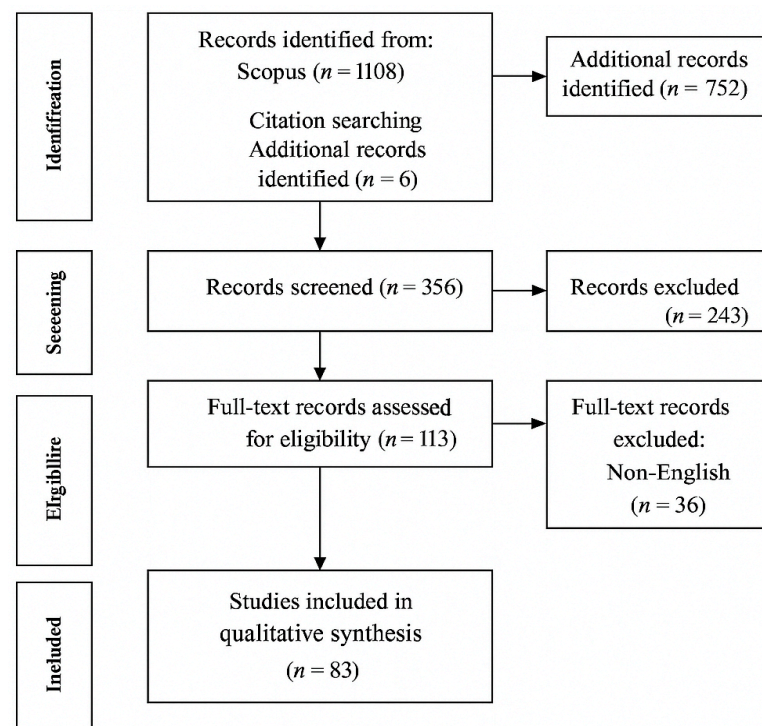 Idenfifreation
Records identified from:
Scopus (n = 1108)
Citation searching
Additional records
identified (n = 6)
Additional records
identified (n = 752)
Seeeening
Records screened (n = 356)
Records excluded
(n = 243)
Elrgibllire
Full-text records assessed
for eligibility (n = 113)
Full-text records
excluded:
Non-English
(n = 36)
Ineluded
Studies included in
qualitative synthesis
(n = 83)